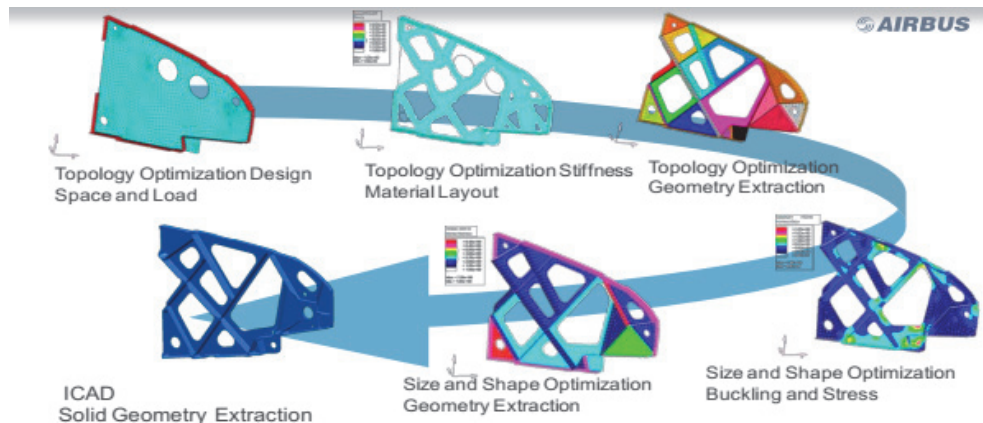 AIRBUS
Topology Optimization Design
Space and Load
Topology Optimization Stiffness
Material Layout
Topology Optimization
Geometry Extraction
ICAD
Solid Geometry Extraction
Size and Shape Optimization
Geometry Extraction
Size and Shape Optimization
Buckling and Stress